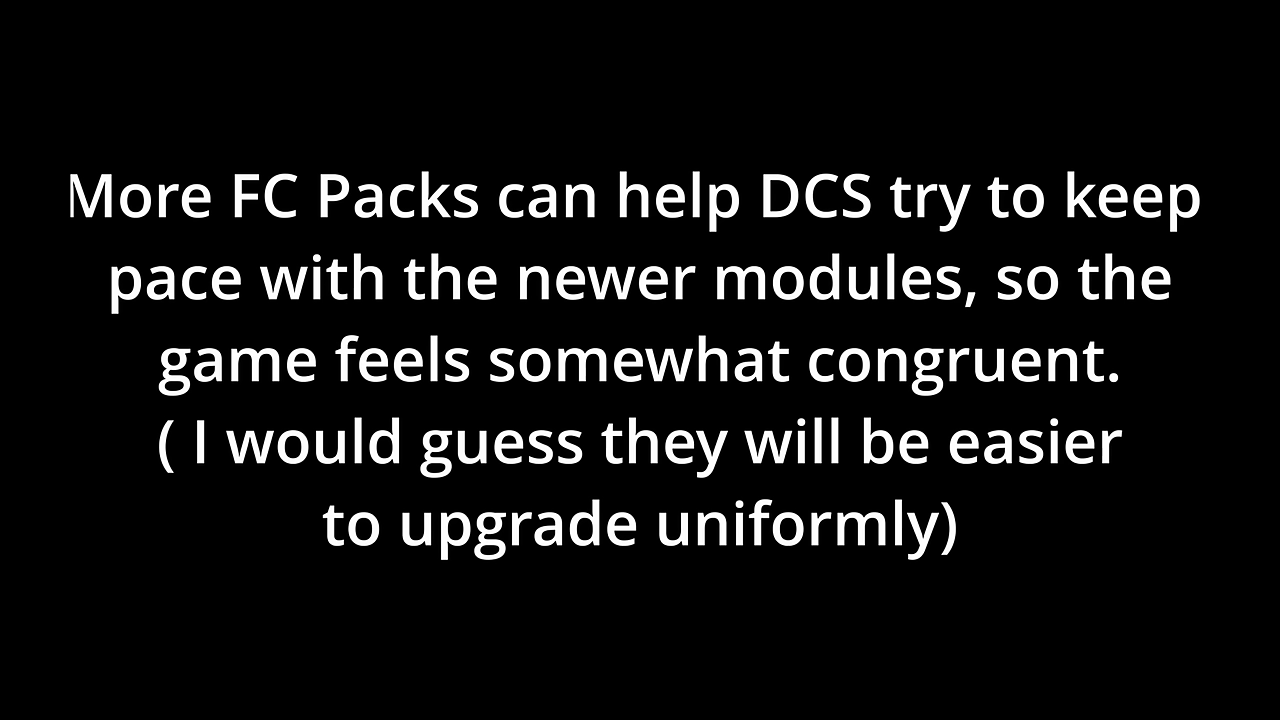 More FC Packs can help DCS try to keep
pace with the newer modules, so the
game feels somewhat congruent.
( I would guess they will be easier
to upgrade uniformly)